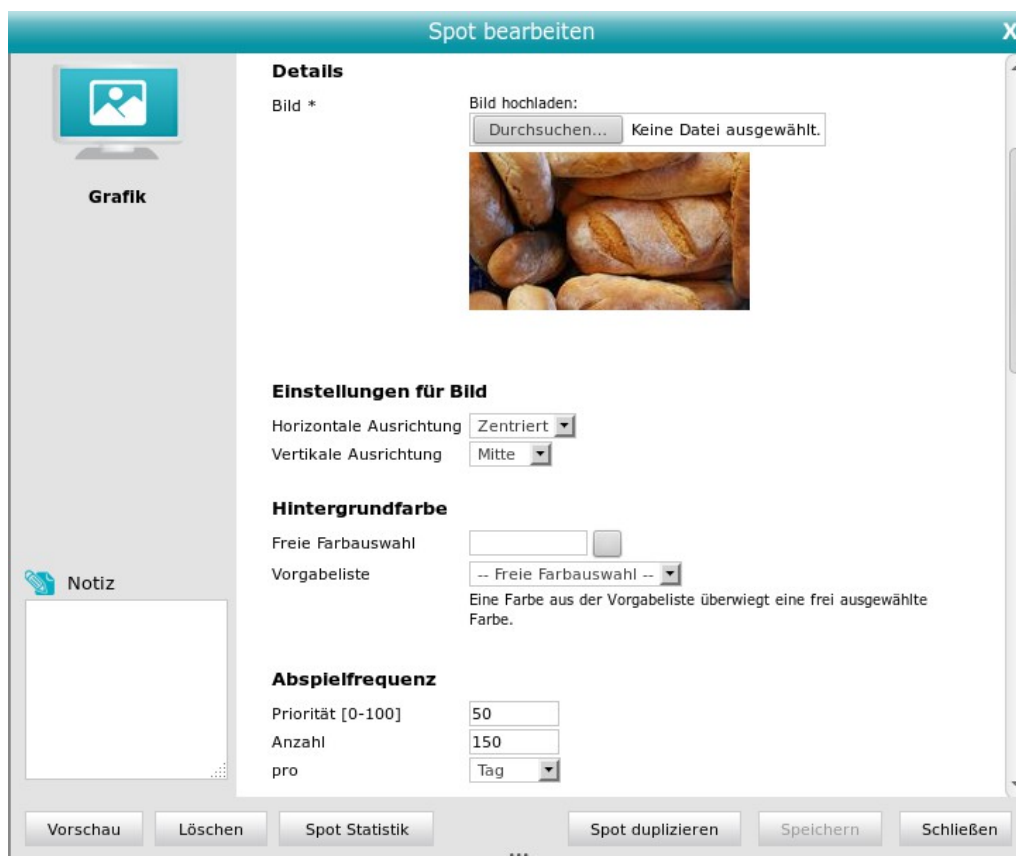 Spot bearbeiten
X
Grafik
Notiz
Details
Bild *
Bild hochladen:
Durchsuchen... Keine Datei ausgewählt.
Einstellungen für Bild
Horizontale Ausrichtung Zentriert
Vertikale Ausrichtung Mitte
Hintergrundfarbe
Freie Farbauswahl
Vorgabeliste -- Freie Farbauswahl --
Eine Farbe aus der Vorgabeliste überwiegt eine frei ausgewählte
Farbe.
Abspielfrequenz
Priorität [0-100] 50
Anzahl 150
pro Tag
Vorschau Löschen Spot Statistik Spot duplizieren Speichern Schließen